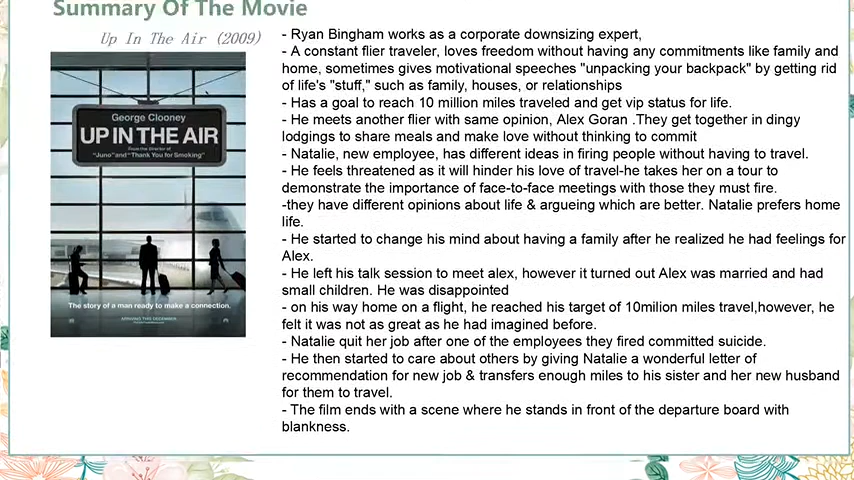 Summary Of The Movie
Up In The Air (2009)
George Clooney
UP IN THE AIR
From the Director of
"Juno" and "Thank You for Smoking"
The story of a man ready to make a connection.
- Ryan Bingham works as a corporate downsizing expert,
- A constant flier traveler, loves freedom without having any commitments like family and
home, sometimes gives motivational speeches "unpacking your backpack" by getting rid
of life's "stuff," such as family, houses, or relationships
- Has a goal to reach 10 million miles traveled and get vip status for life.
- He meets another flier with same opinion, Alex Goran .They get together in dingy
lodgings to share meals and make love without thinking to commit
- Natalie, new employee, has different ideas in firing people without having to travel.
- He feels threatened as it will hinder his love of travel-he takes her on a tour to
demonstrate the importance of face-to-face meetings with those they must fire.
-they have different opinions about life & argueing which are better. Natalie prefers home
life.
- He started to change his mind about having a family after he realized he had feelings for
Alex.
- He left his talk session to meet alex, however it turned out Alex was married and had
small children. He was disappointed
- on his way home on a flight, he reached his target of 10milion miles travel,however, he
felt it was not as great as he had imagined before.
- Natalie quit her job after one of the employees they fired committed suicide.
- He then started to care about others by giving Natalie a wonderful letter of
recommendation for new job & transfers enough miles to his sister and her new husband
for them to travel.
- The film ends with a scene where he stands in front of the departure board with
blankness.